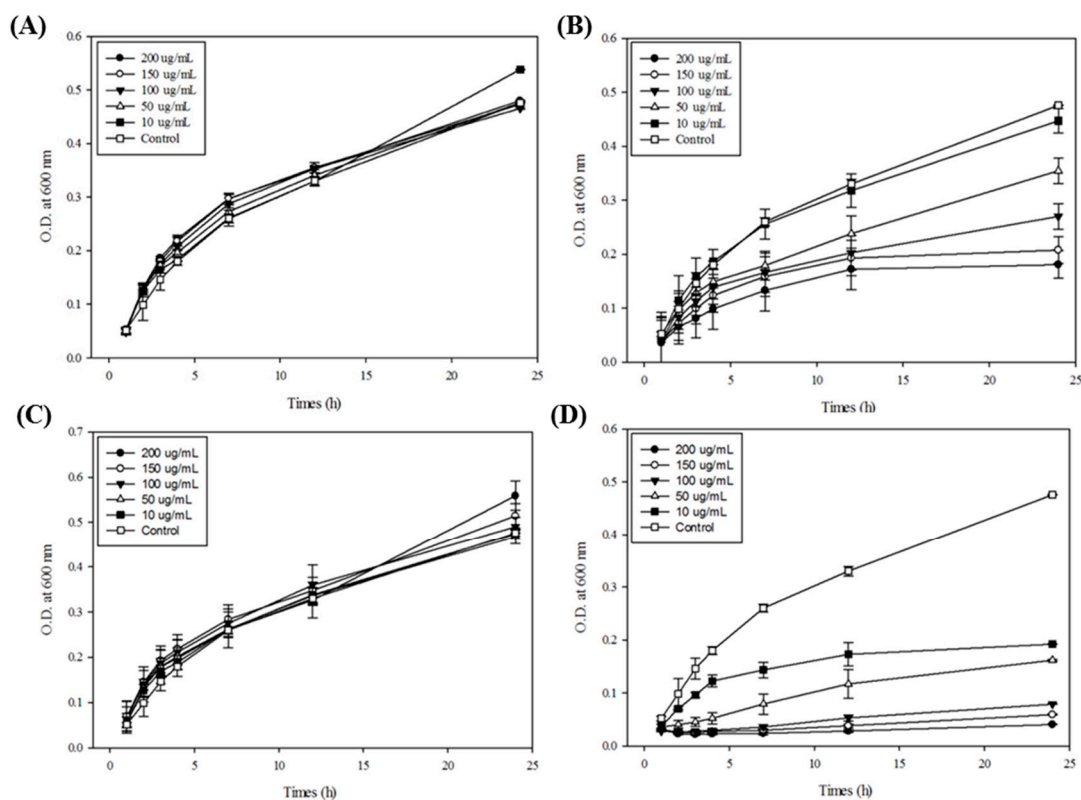 (A)
0.6
0.5
0.4
0.3
0.2
0.1
0.0
O.D. at 600 nm
200 ug/mL
150 ug/mL
100 ug/mL
50 ug/mL
10 ug/mL
Control
0 5 10 15 20 25
Times (h)
(B)
0.6
0.5
0.4
0.3
0.2
0.1
0.0
O.D. at 600 nm
200 ug/mL
150 ug/mL
100 ug/mL
50 ug/mL
10 ug/mL
Control
0 5 10 15 20 25
Times (h)
(C)
0.7
0.6
0.5
0.4
0.3
0.2
0.1
0.0
O.D. at 600 nm
200 ug/mL
150 ug/mL
100 ug/mL
50 ug/mL
10 ug/mL
Control
0 5 10 15 20 25
Times (h)
(D)
0.6
0.5
0.4
0.3
0.2
0.1
0.0
O.D. at 600 nm
200 ug/mL
150 ug/mL
100 ug/mL
50 ug/mL
10 ug/mL
Control
0 5 10 15 20 25
Times (h)